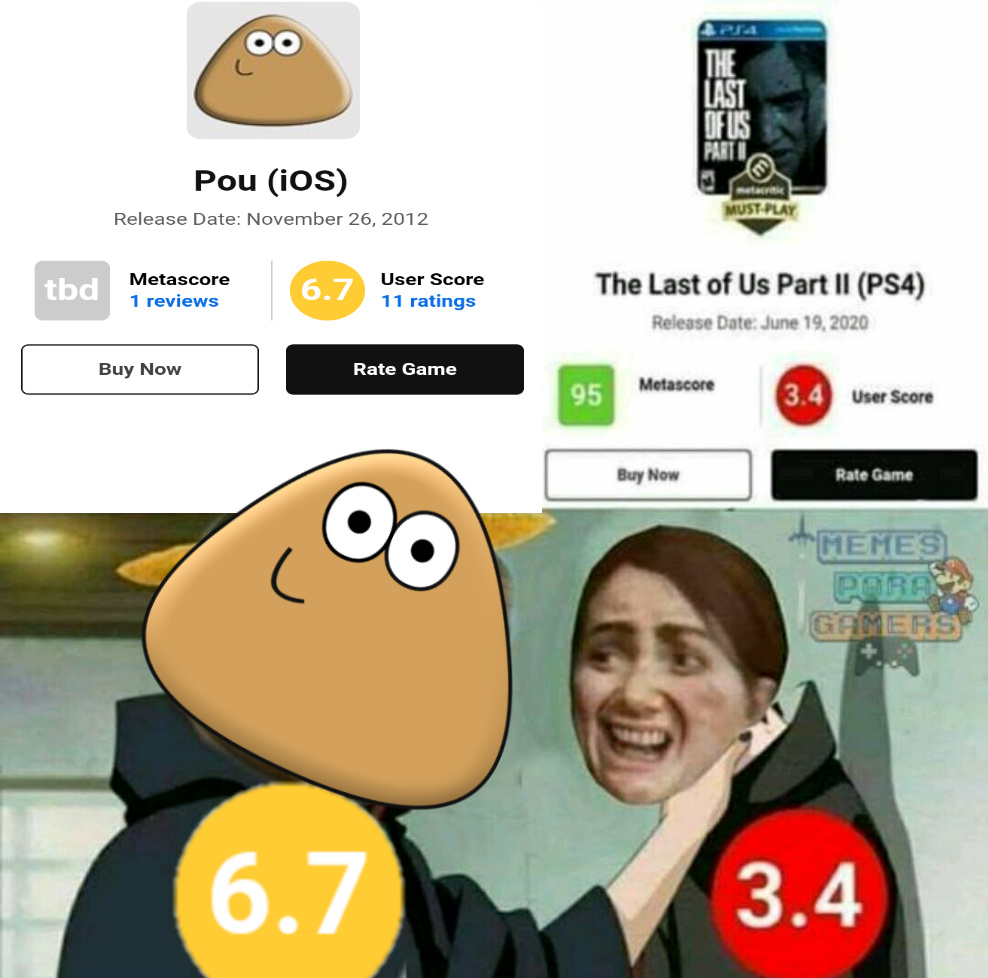 Pou (iOS)
Release Date: November 26, 2012
tbd
Metascore
1 reviews
6.7
User Score
11 ratings
Buy Now
Rate Game
PS4
THE
LAST
OF US
PART II
metacritic
MUST-PLAY
The Last of Us Part II (PS4)
Release Date: June 19, 2020
95
Metascore
3.4
User Score
Buy Now
Rate Game
MEMES
PARA
GAMERS
6.7
3.4